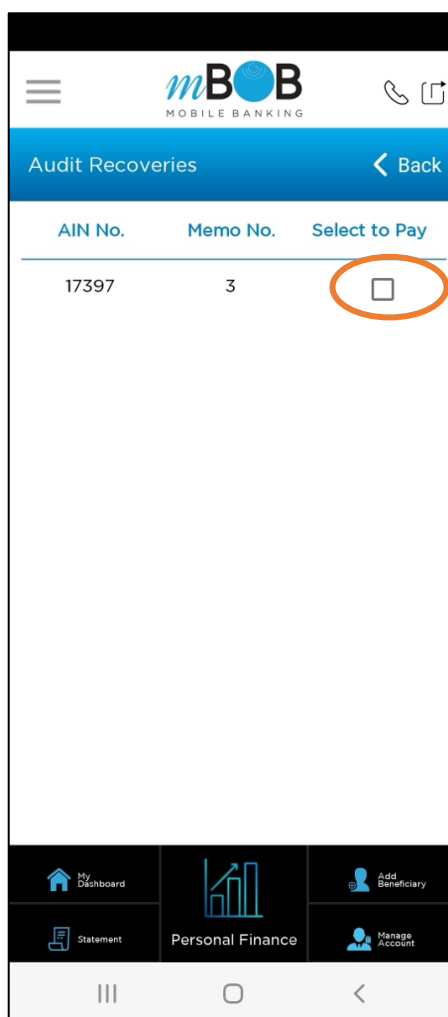 mBOB
MOBILE BANKING
Audit Recoveries
Back
AIN No. Memo No. Select to Pay
17397 3
My Dashboard
Add Beneficiary
Statement
Personal Finance
Manage Account